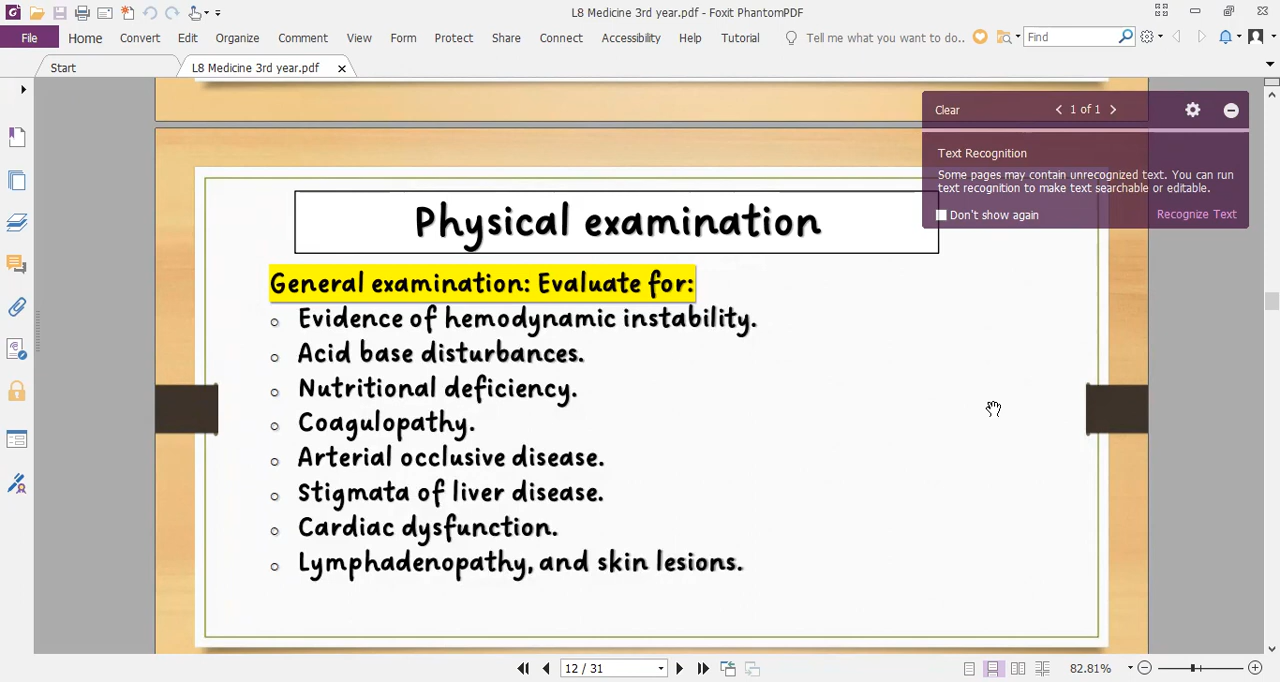 L8 Medicine 3rd year.pdf - Foxit PhantomPDF
File Home Convert Edit Organize Comment View Form Protect Share Connect Accessibility Help Tutorial Tell me what you want to do.. Find
Start L8 Medicine 3rd year.pdf
Clear 1 of 1
Text Recognition
Some pages may contain unrecognized text. You can run
text recognition to make text searchable or editable.
Don't show again Recognize Text
Physical examination
General examination: Evaluate for:
Evidence of hemodynamic instability.
Acid base disturbances.
Nutritional deficiency.
Coagulopathy.
Arterial occlusive disease.
Stigmata of liver disease.
Cardiac dysfunction.
Lymphadenopathy, and skin lesions.
12 / 31 82.81%